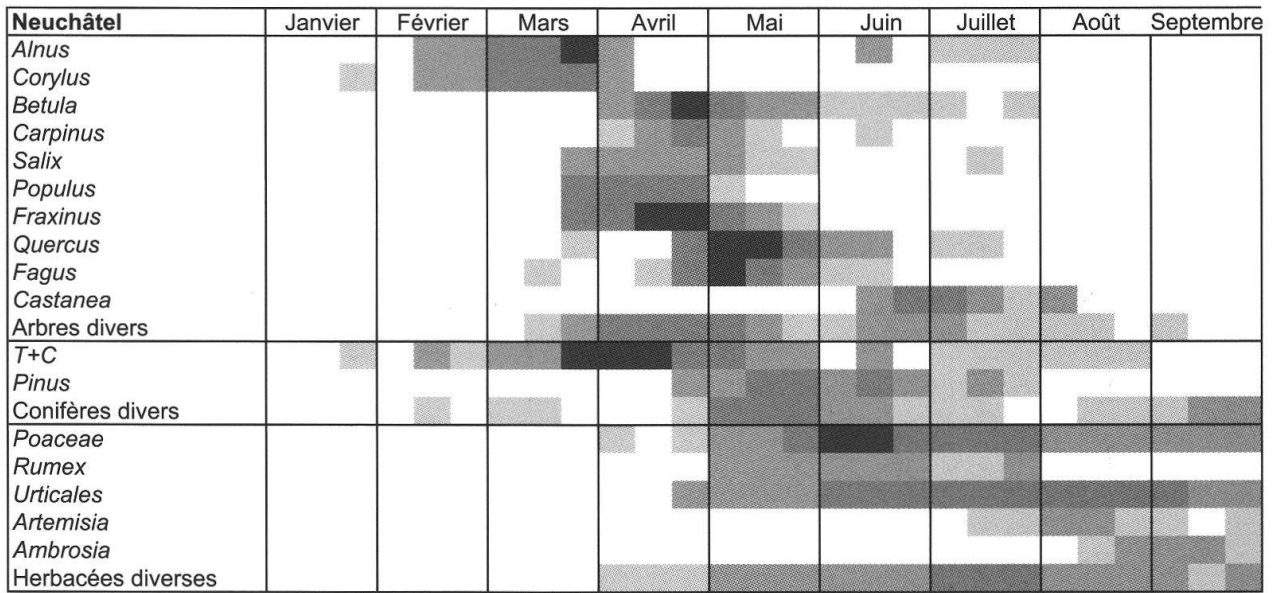 Neuchâtel Janvier Février Mars Avril Mai Juin Juillet Août Septembre
Alnus
Corylus
Betula
Carpinus
Salix
Populus
Fraxinus
Quercus
Fagus
Castanea
Arbres divers
T+C
Pinus
Conifères divers
Poaceae
Rumex
Urticales
Artemisia
Ambrosia
Herbacées diverses